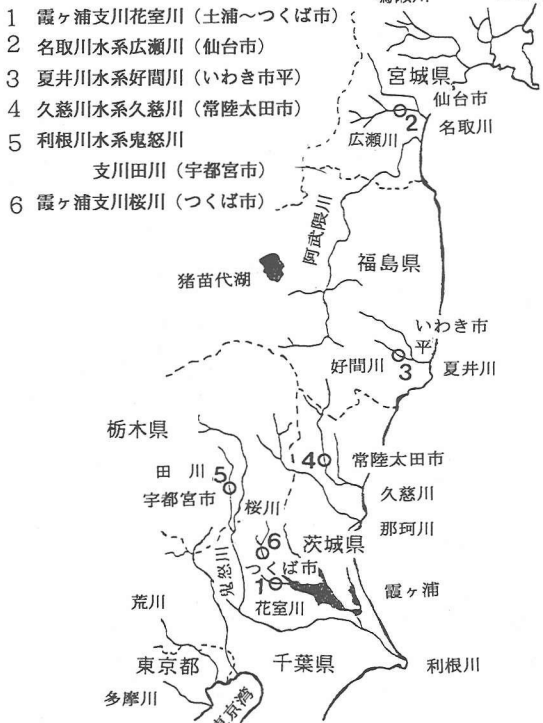 1 霞ヶ浦支川花室川（土浦～つくば市）
2 名取川水系広瀬川（仙台市）
3 夏井川水系好間川（いわき市平）
4 久慈川水系久慈川（常陸太田市）
5 利根川水系鬼怒川
支川田川（宇都宮市）
6 霞ヶ浦支川桜川（つくば市）
宮城県
仙台市
2
名取川
広瀬川
阿武隈川
福島県
猪苗代湖
いわき市
平
好間川
3
夏井川
栃木県
4
常陸太田市
田川
5
宇都宮市
久慈川
桜川
那珂川
6
茨城県
つくば市
鬼怒川
1
霞ヶ浦
花室川
荒川
東京都
千葉県
利根川
多摩川
東京湾